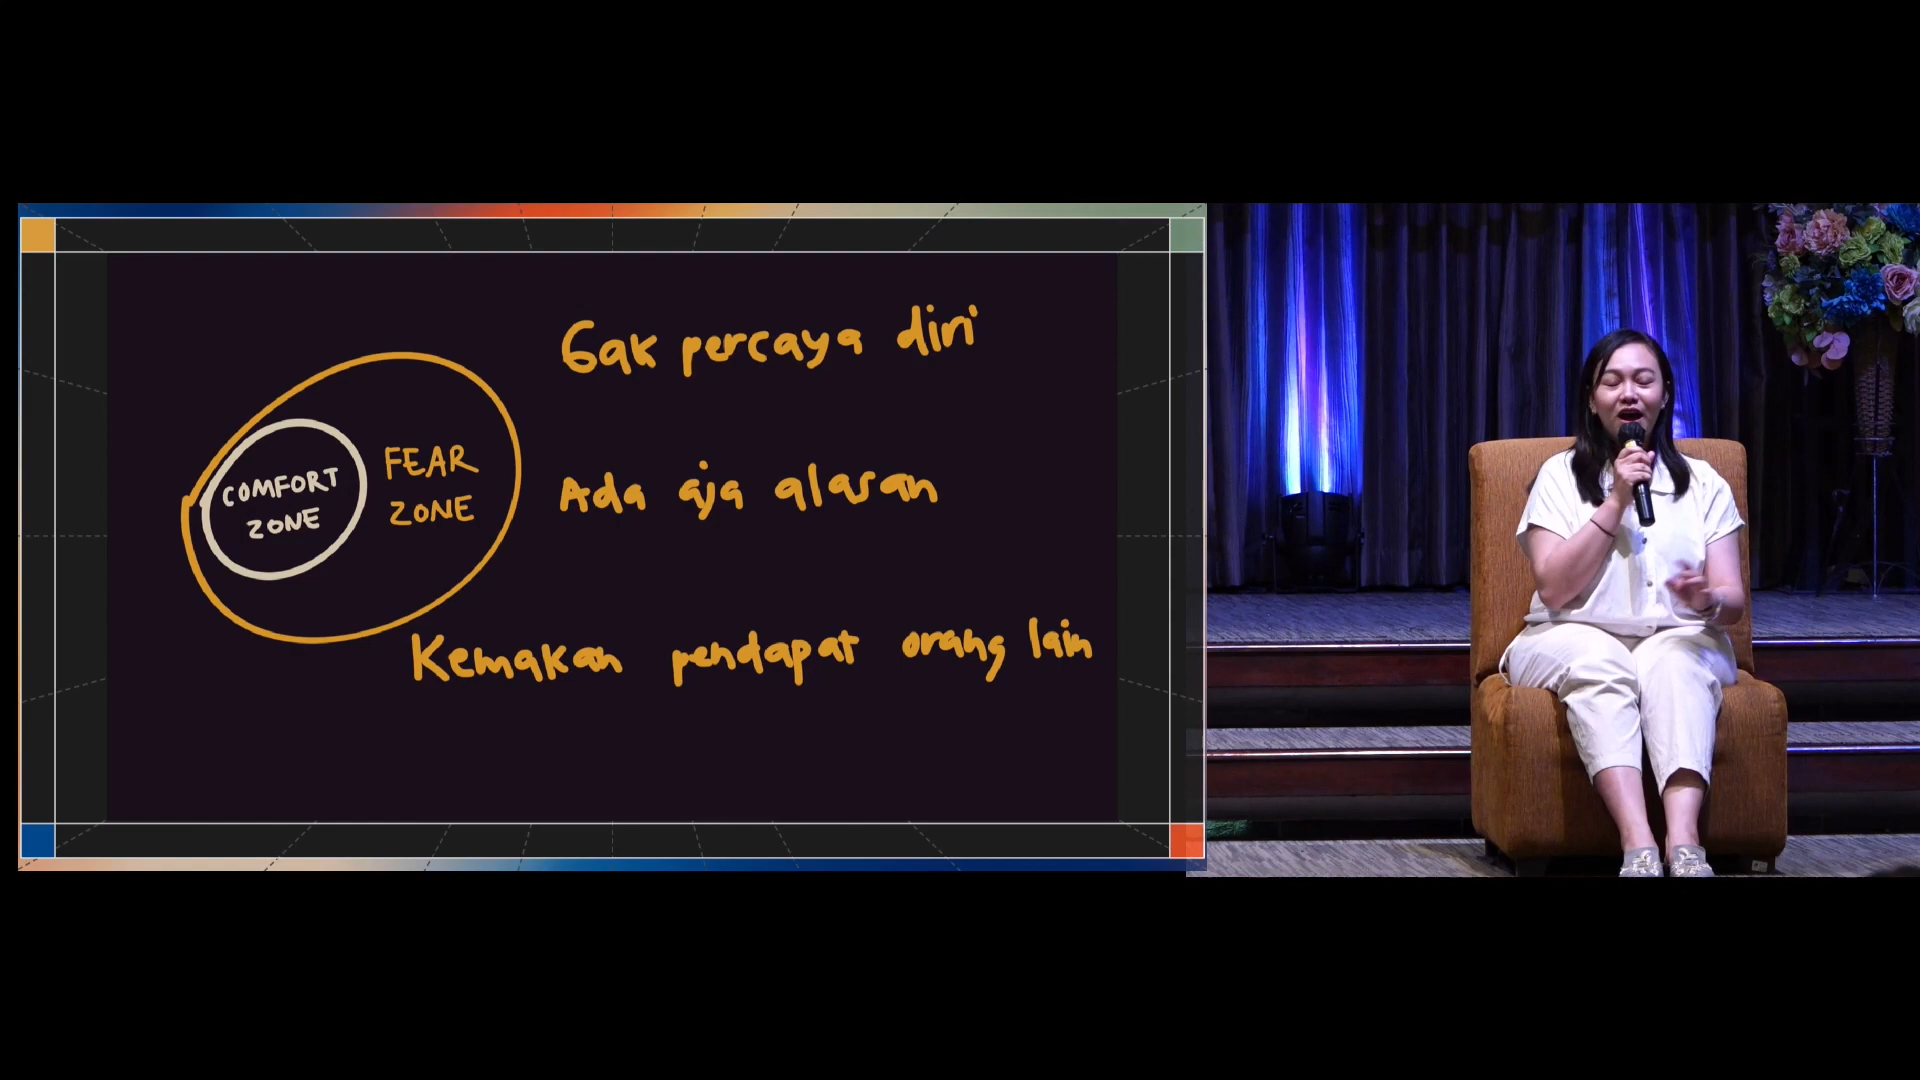 Gak percaya diri
COMFORT
ZONE
FEAR
ZONE
Ada aja alasan
Kemakan pendapat orang lain